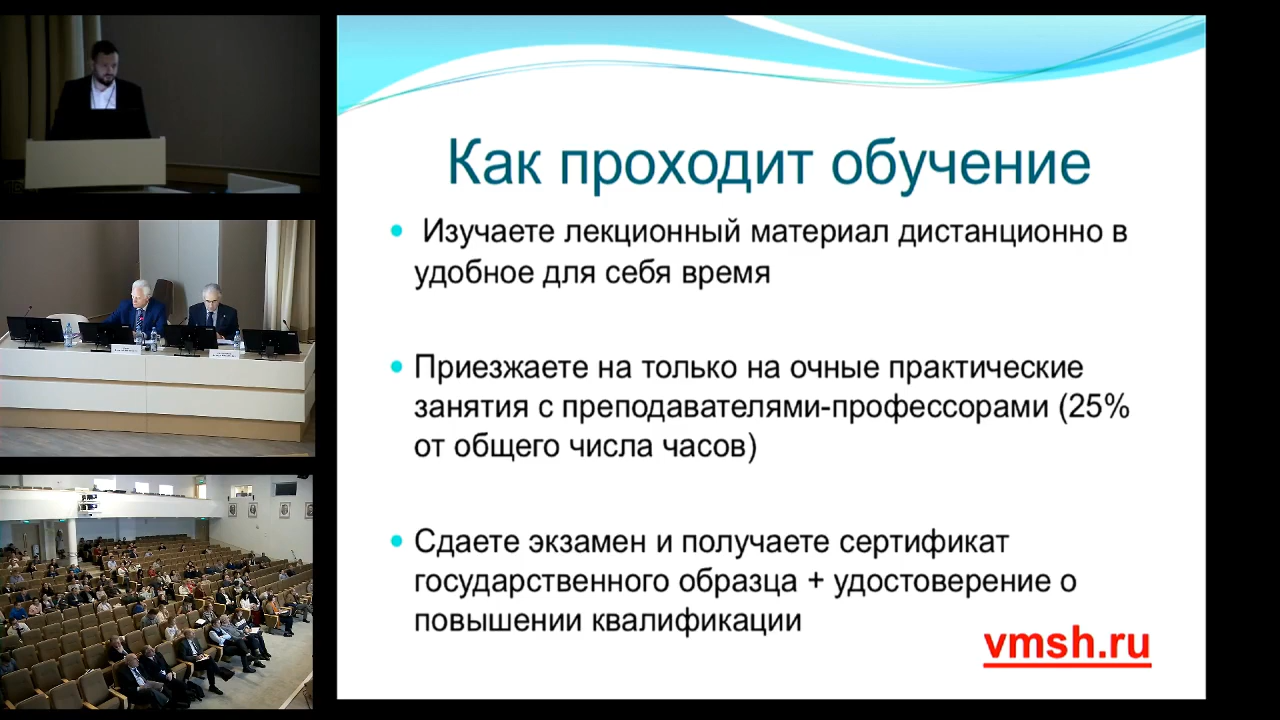 Как проходит обучение
• Изучаете лекционный материал дистанционно в
удобное для себя время
• Приезжаете на только на очные практические
занятия с преподавателями-профессорами (25%
от общего числа часов)
• Сдаете экзамен и получаете сертификат
государственного образца + удостоверение о
повышении квалификации
vmsh.ru